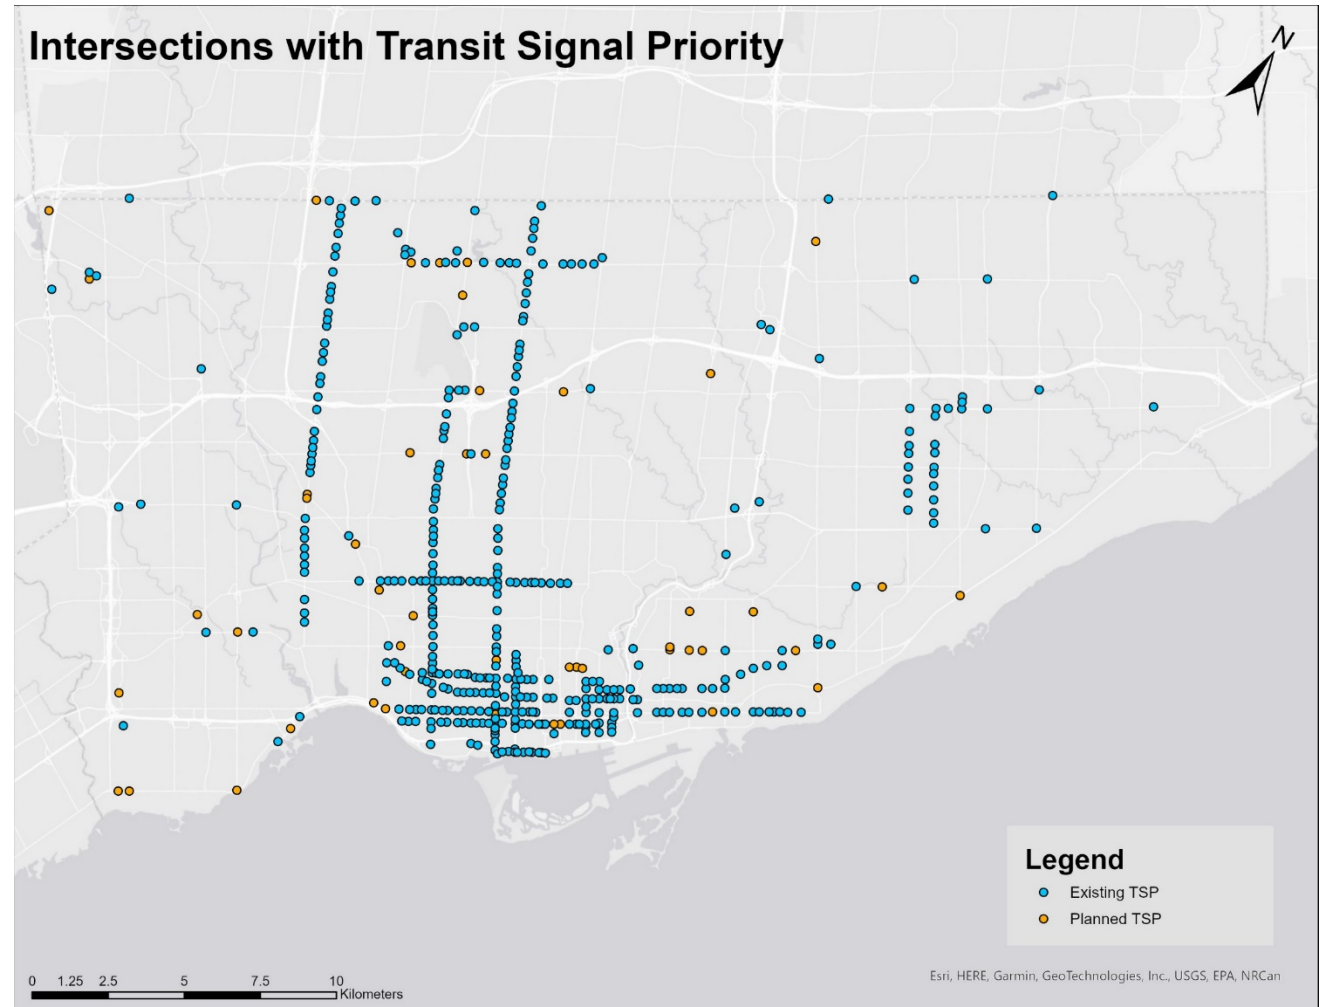 Intersections with Transit Signal Priority
N
Legend
Existing TSP
Planned TSP
0 1.25 2.5 5 7.5 10
Kilometers
Esri, HERE, Garmin, GeoTechnologies, Inc., USGS, EPA, NRCan